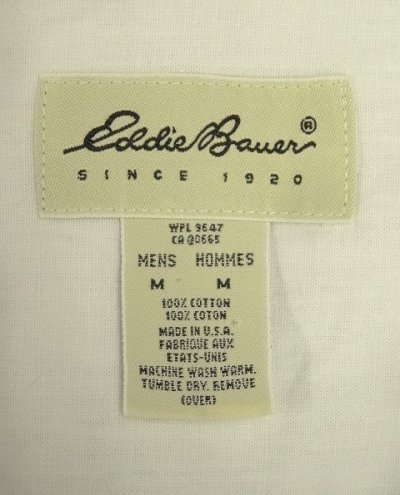 Eddie Bauer®
SINCE 1920
WPL 9647
CA 00665
MENS HOMMES
M M
100% COTTON
100% COTON
MADE IN U.S.A.
FABRIQUE AUX
ETATS-UNIS
MACHINE WASH WARM.
TUMBLE DRY. REMOVE
(OVER)